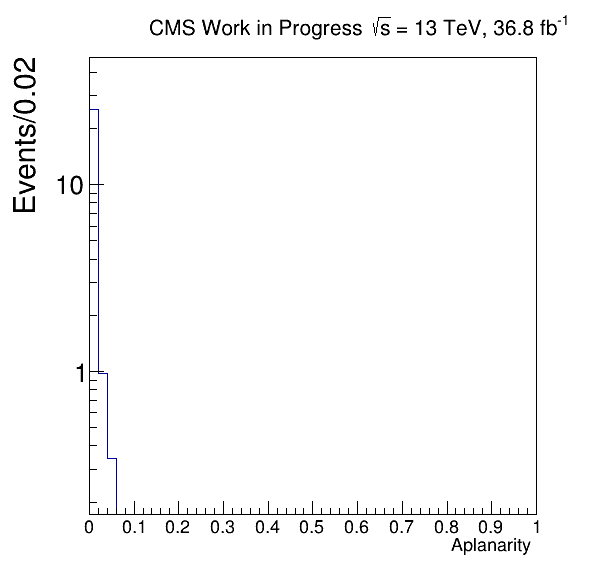 CMS Work in Progress √s = 13 TeV, 36.8 fb⁻¹
Events/0.02
10
1
0 0.1 0.2 0.3 0.4 0.5 0.6 0.7 0.8 0.9 1
Aplanarity